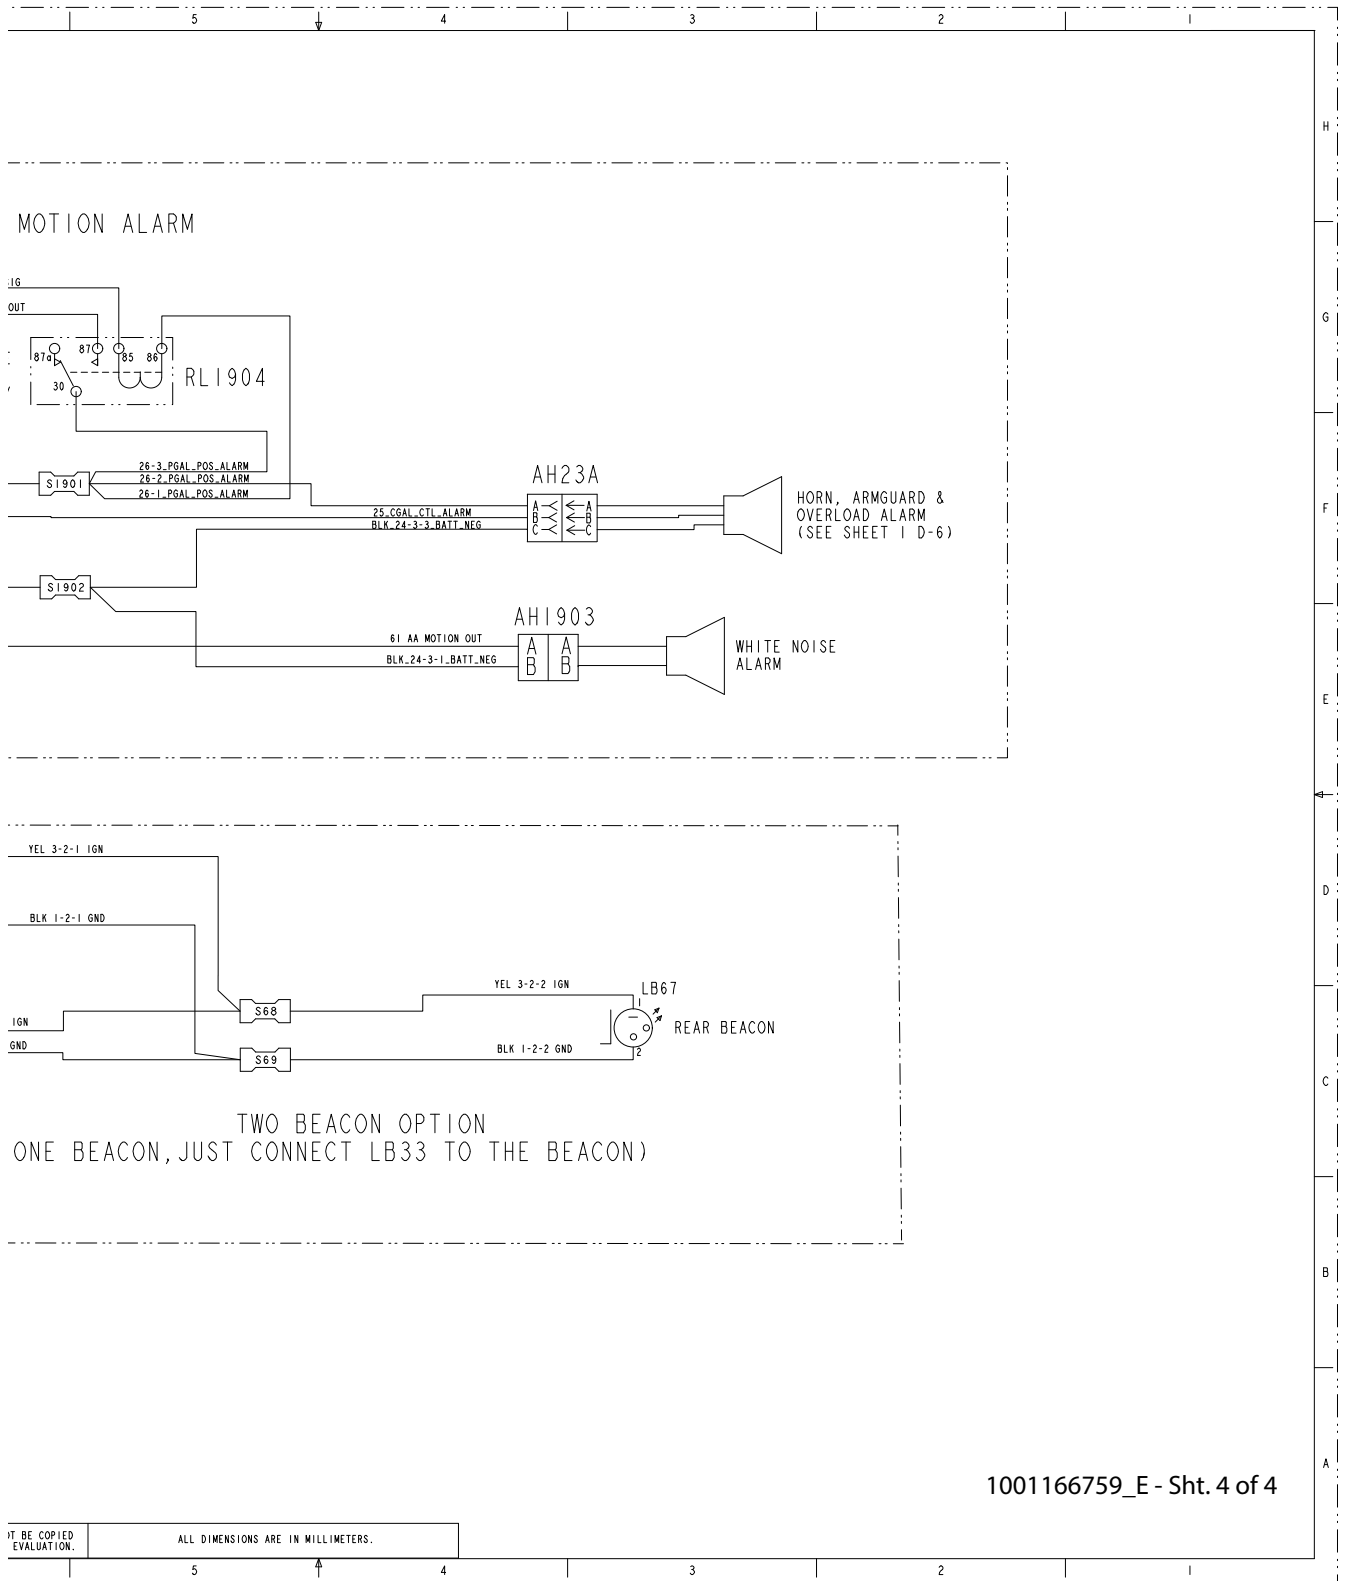 5 4 3 2 1
H
MOTION ALARM
SIG
OUT
G
87a 87 85 86
30
RL1904
26-3_PGAL_POS_ALARM
26-2_PGAL_POS_ALARM
26-1_PGAL_POS_ALARM
S1901
AH23A
25_CGAL_CTL_ALARM
BLK_24-3-3_BATT_NEG
A A
B B
C C
HORN, ARMGUARD &
OVERLOAD ALARM
(SEE SHEET 1 D-6)
F
S1902
AH1903
61 AA MOTION OUT
BLK_24-3-1_BATT_NEG
A A
B B
WHITE NOISE
ALARM
E
YEL 3-2-1 IGN
D
BLK 1-2-1 GND
YEL 3-2-2 IGN
LB67
1
S68
IGN
REAR BEACON
GND
S69
BLK 1-2-2 GND
2
C
TWO BEACON OPTION
ONE BEACON,JUST CONNECT LB33 TO THE BEACON)
B
A
1001166759_E - Sht. 4 of 4
OT BE COPIED
EVALUATION.
ALL DIMENSIONS ARE IN MILLIMETERS.
5 4 3 2 1